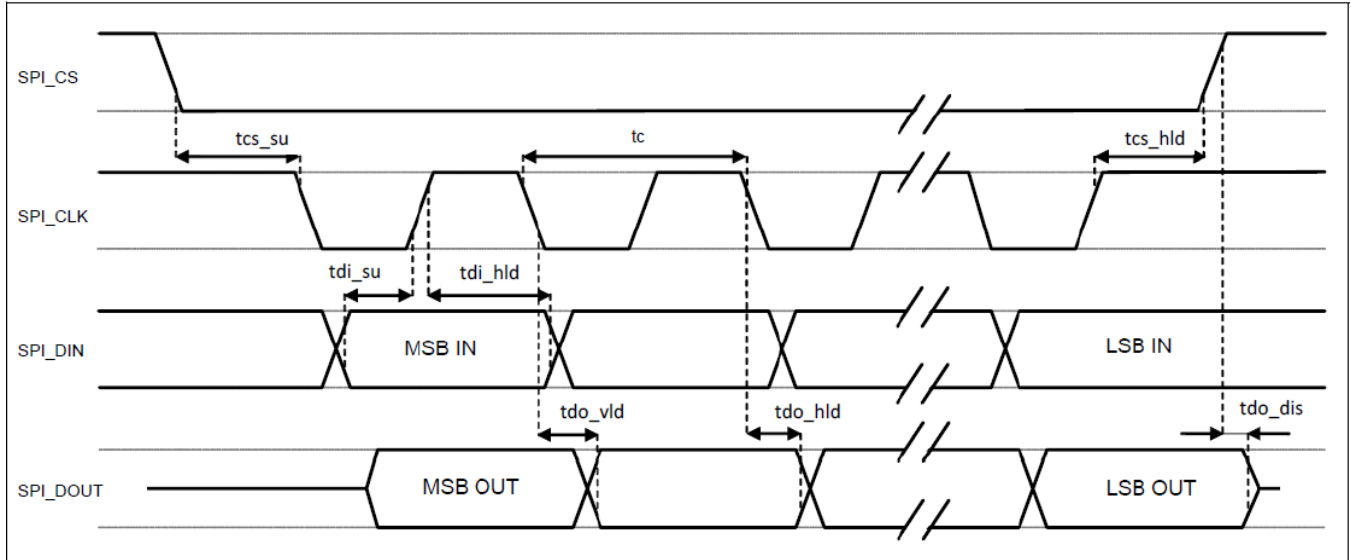 SPI_CS
tcs_su
tc
tcs_hld
SPI_CLK
tdi_su
tdi_hld
SPI_DIN
MSB IN
LSB IN
tdo_vld
tdo_hld
tdo_dis
SPI_DOUT
MSB OUT
LSB OUT